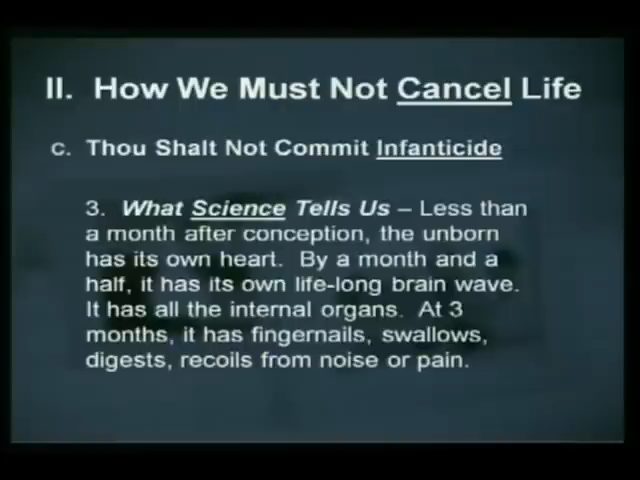 II. How We Must Not Cancel Life
c. Thou Shalt Not Commit Infanticide
3. What Science Tells Us – Less than
a month after conception, the unborn
has its own heart. By a month and a
half, it has its own life-long brain wave.
It has all the internal organs. At 3
months, it has fingernails, swallows,
digests, recoils from noise or pain.